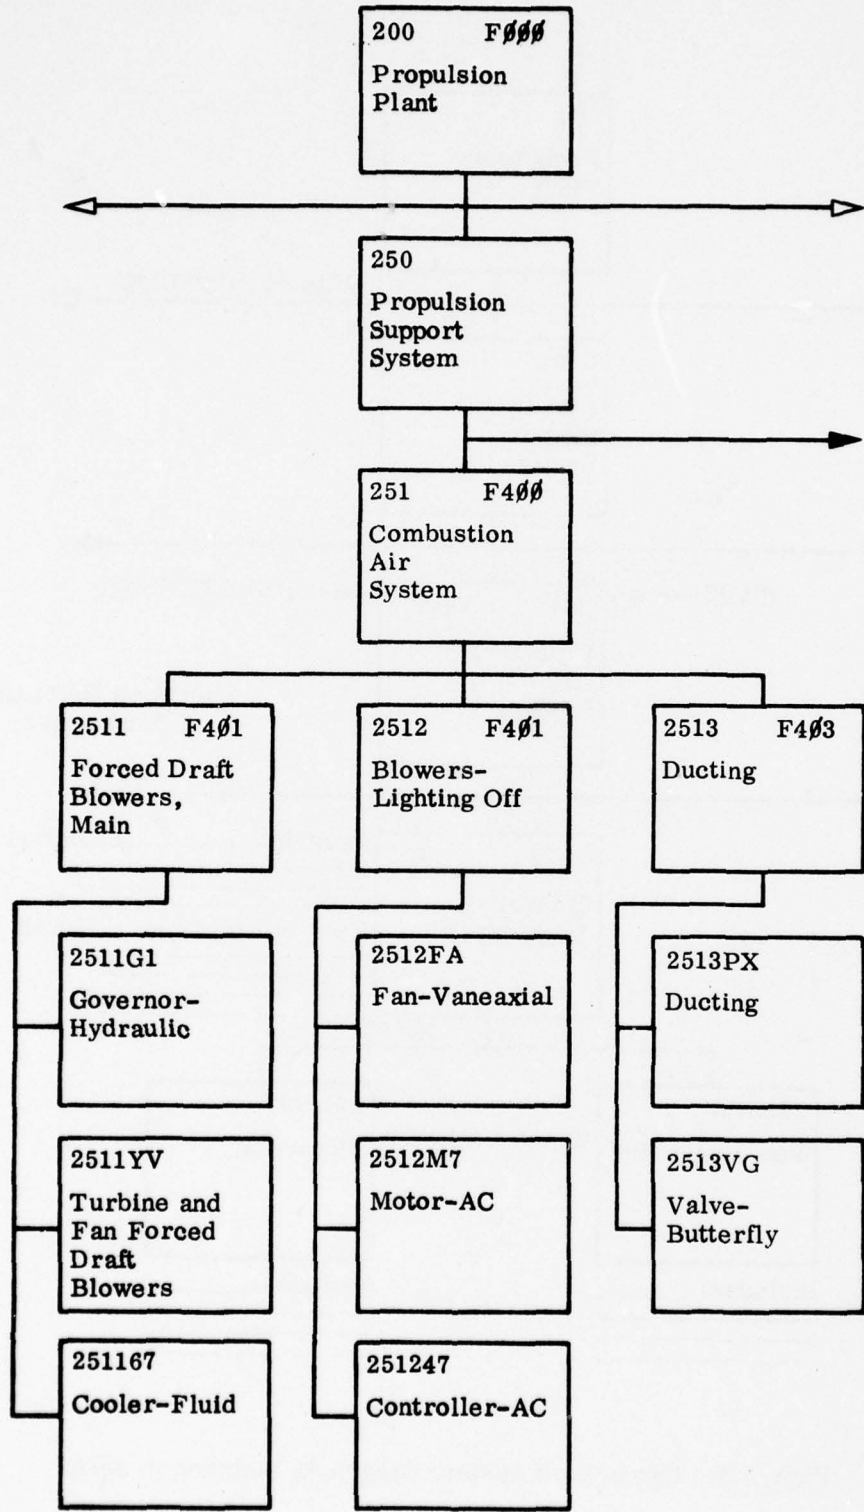 200 FØØØ
Propulsion
Plant
250
Propulsion
Support
System
251 F4ØØ
Combustion
Air
System
2511 F4Ø1
Forced Draft
Blowers,
Main
2512 F4Ø1
Blowers-
Lighting Off
2513 F4Ø3
Ducting
2511G1
Governor-
Hydraulic
2512FA
Fan-Vaneaxial
2513PX
Ducting
2511YV
Turbine and
Fan Forced
Draft
Blowers
2512M7
Motor-AC
2513VG
Valve-
Butterfly
251167
Cooler-Fluid
251247
Controller-AC